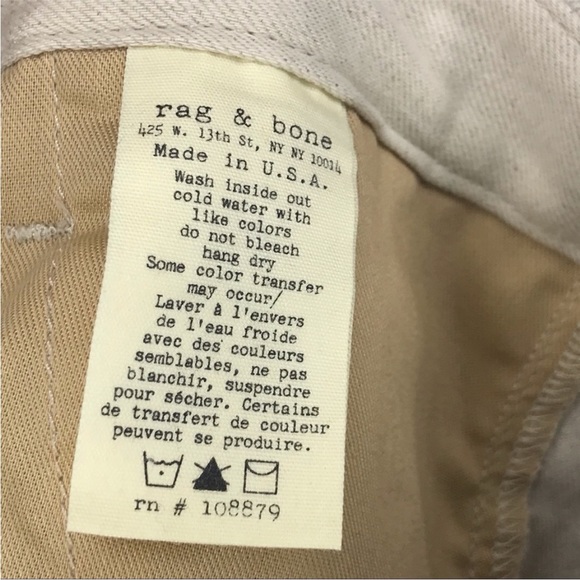 rag & bone
425 W. 13th St, NY NY 10014
Made in U.S.A.
Wash inside out
cold water with
like colors
do not bleach
hang dry
Some color transfer
may occur/
Laver à l'envers
de l'eau froide
avec des couleurs
semblables, ne pas
blanchir, suspendre
pour sécher. Certains
de transfert de couleur
peuvent se produire.
rn # 108879